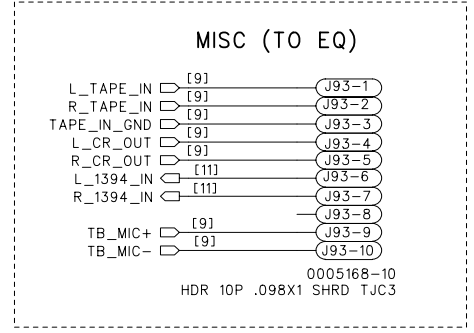 MISC (TO EQ)
L_TAPE_IN [9] J93-1
R_TAPE_IN [9] J93-2
TAPE_IN_GND [9] J93-3
L_CR_OUT [9] J93-4
R_CR_OUT [9] J93-5
L_1394_IN [11] J93-6
R_1394_IN [11] J93-7
J93-8
TB_MIC+ [9] J93-9
TB_MIC- [9] J93-10
0005168-10
HDR 10P .098X1 SHRD TJC3